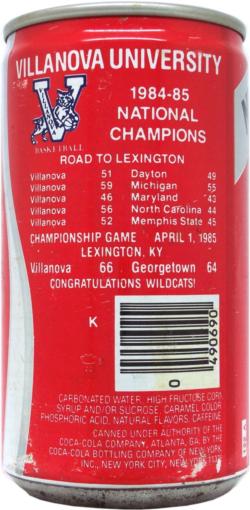 VILLANOVA UNIVERSITY
V
VILLANOVA
BASKETBALL
1984-85
NATIONAL
CHAMPIONS
ROAD TO LEXINGTON
Villanova 51 Dayton 49
Villanova 59 Michigan 55
Villanova 46 Maryland 43
Villanova 56 North Carolina 44
Villanova 52 Memphis State 45
CHAMPIONSHIP GAME APRIL 1, 1985
LEXINGTON, KY
Villanova 66 Georgetown 64
CONGRATULATIONS WILDCATS!
K
0 490690
CARBONATED WATER, HIGH FRUCTOSE CORN
SYRUP AND/OR SUCROSE, CARAMEL COLOR
PHOSPHORIC ACID, NATURAL FLAVORS, CAFFEINE
CANNED UNDER AUTHORITY OF THE
COCA-COLA COMPANY, ATLANTA, GA. BY THE
COCA-COLA BOTTLING COMPANY OF NEW YORK,
INC., NEW YORK CITY, NEW YORK